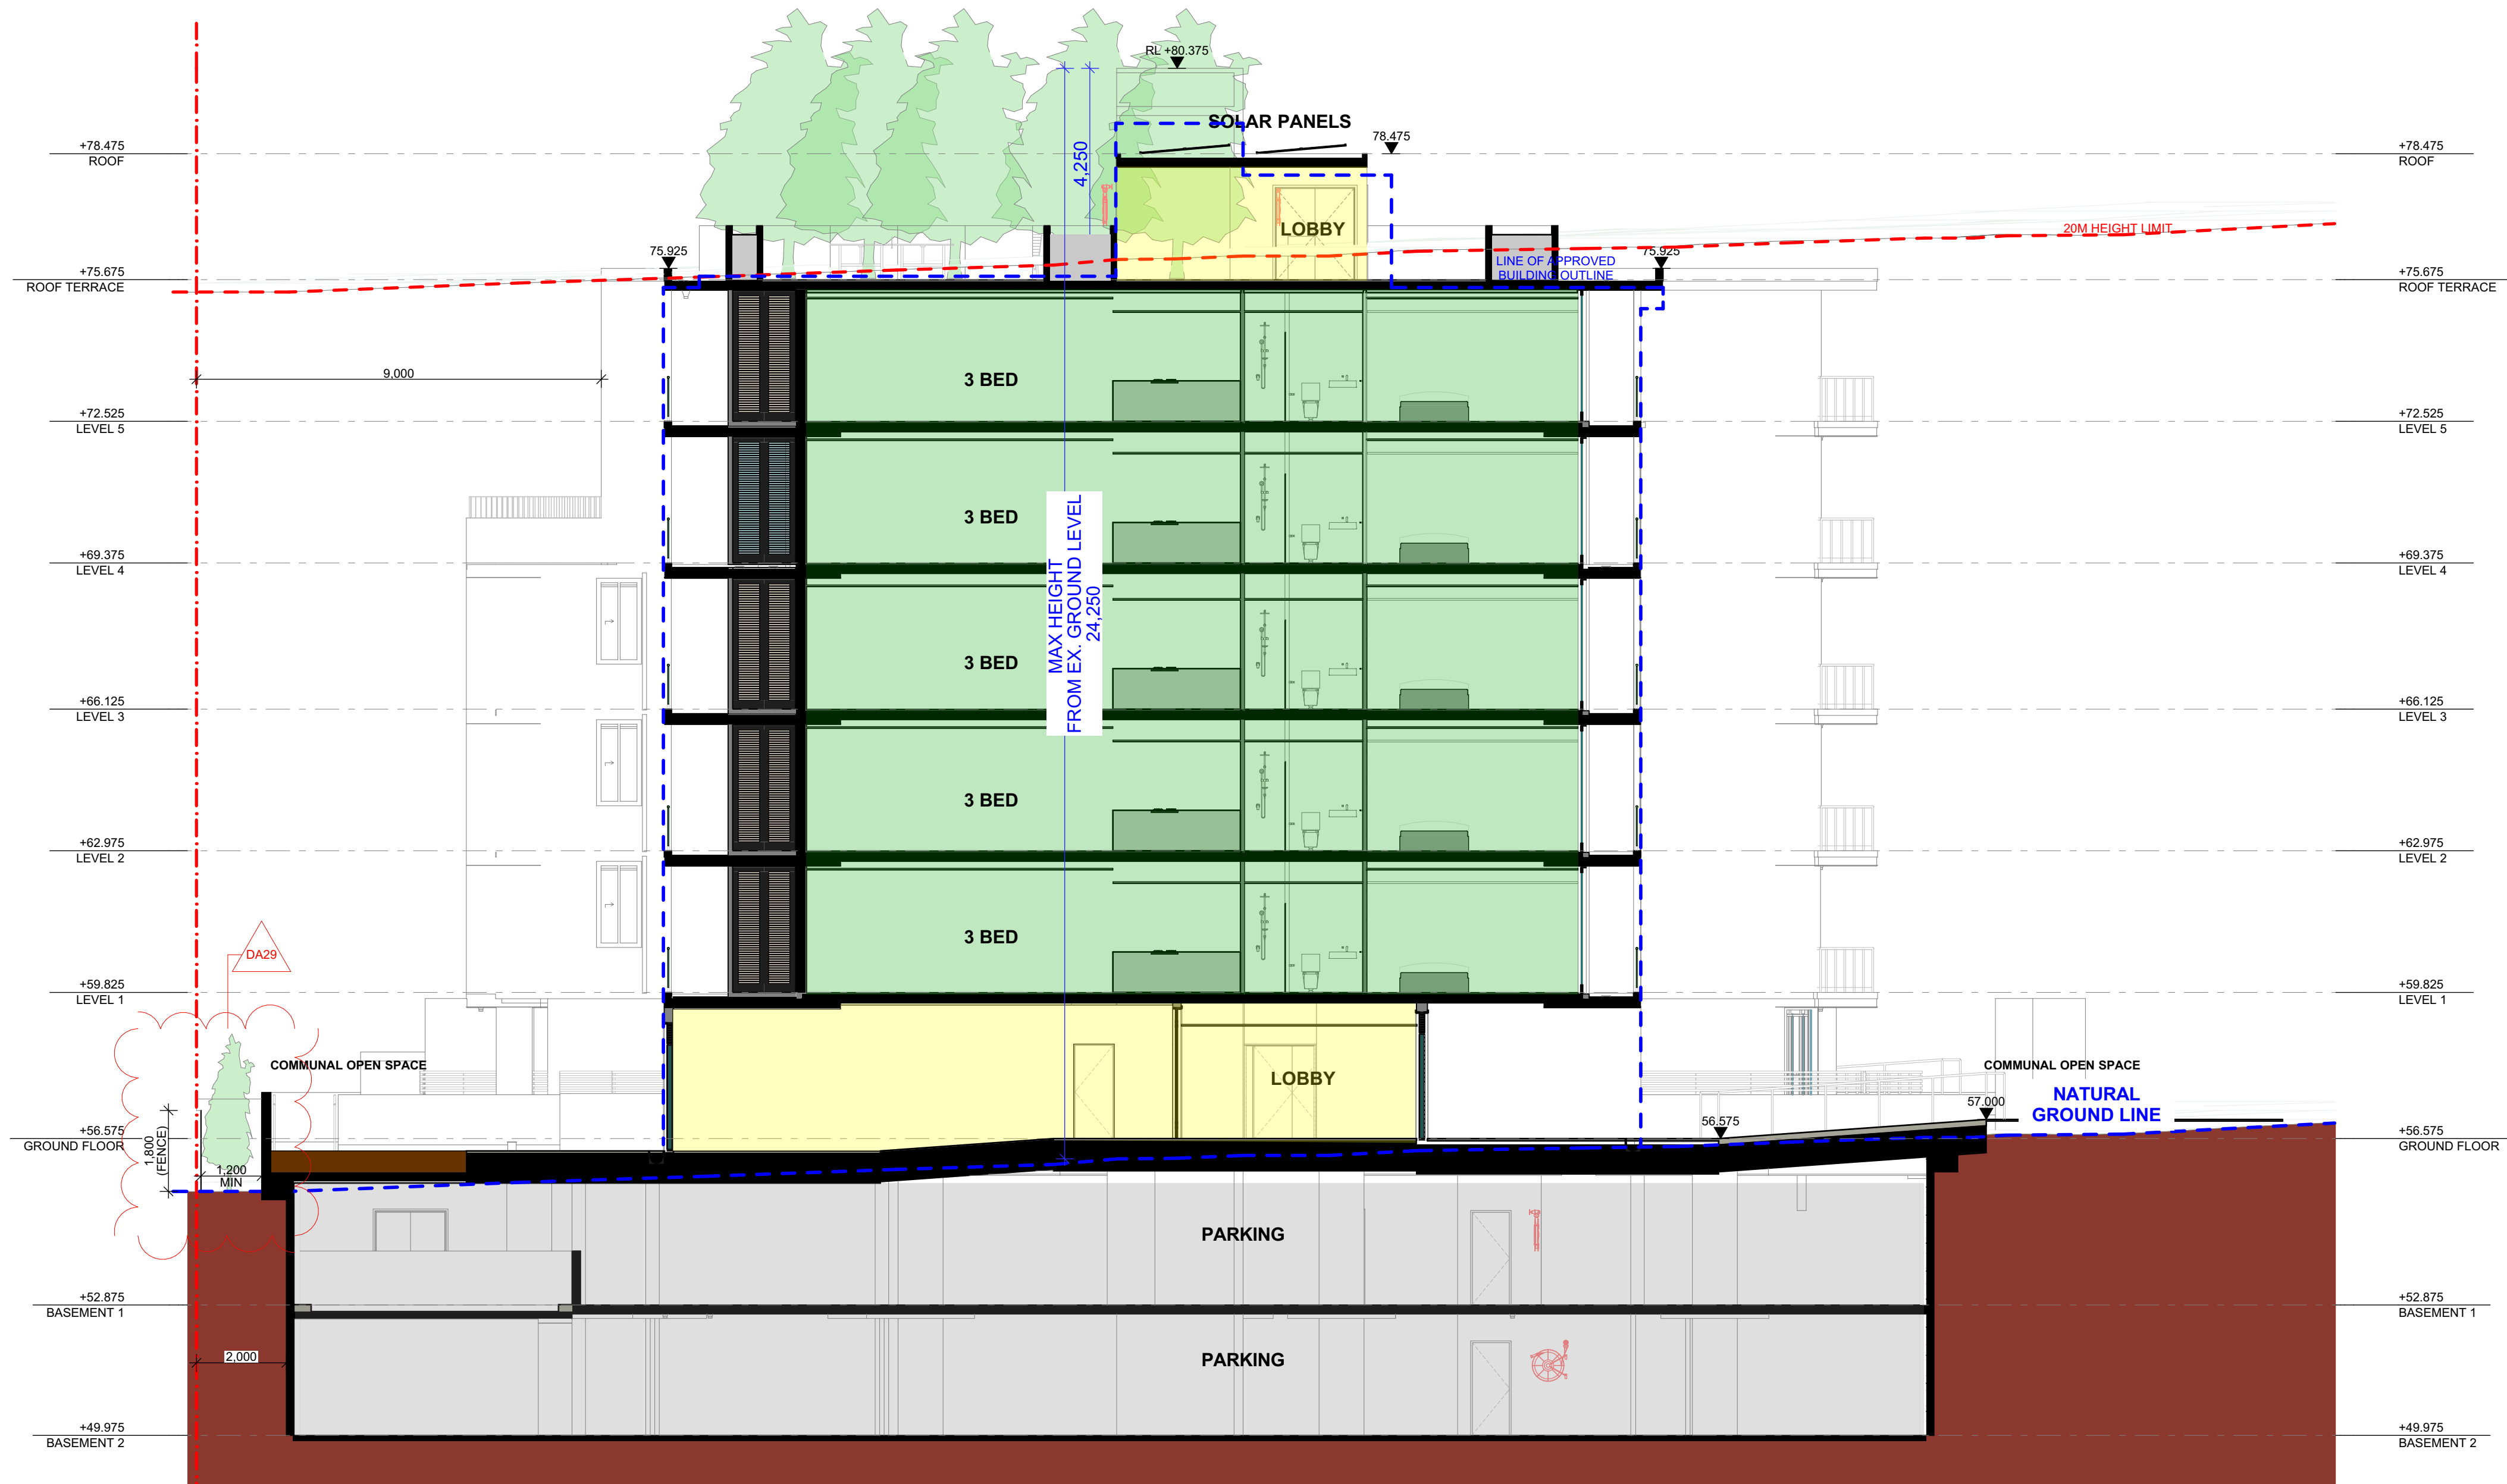 RL +80.375
SOLAR PANELS
78.475
+78.475
ROOF
+78.475
ROOF
4,250
LOBBY
20M HEIGHT LIMIT
75.925
LINE OF APPROVED
BUILDING OUTLINE
75.925
+75.675
ROOF TERRACE
+75.675
ROOF TERRACE
9,000
3 BED
+72.525
LEVEL 5
+72.525
LEVEL 5
3 BED
MAX HEIGHT
FROM EX. GROUND LEVEL
24,250
+69.375
LEVEL 4
+69.375
LEVEL 4
3 BED
+66.125
LEVEL 3
+66.125
LEVEL 3
3 BED
+62.975
LEVEL 2
+62.975
LEVEL 2
3 BED
DA29
+59.825
LEVEL 1
+59.825
LEVEL 1
COMMUNAL OPEN SPACE
LOBBY
COMMUNAL OPEN SPACE
NATURAL
GROUND LINE
57.000
56.575
+56.575
GROUND FLOOR
+56.575
GROUND FLOOR
1,800
(FENCE)
1,200
MIN
PARKING
+52.875
BASEMENT 1
+52.875
BASEMENT 1
2,000
PARKING
+49.975
BASEMENT 2
+49.975
BASEMENT 2